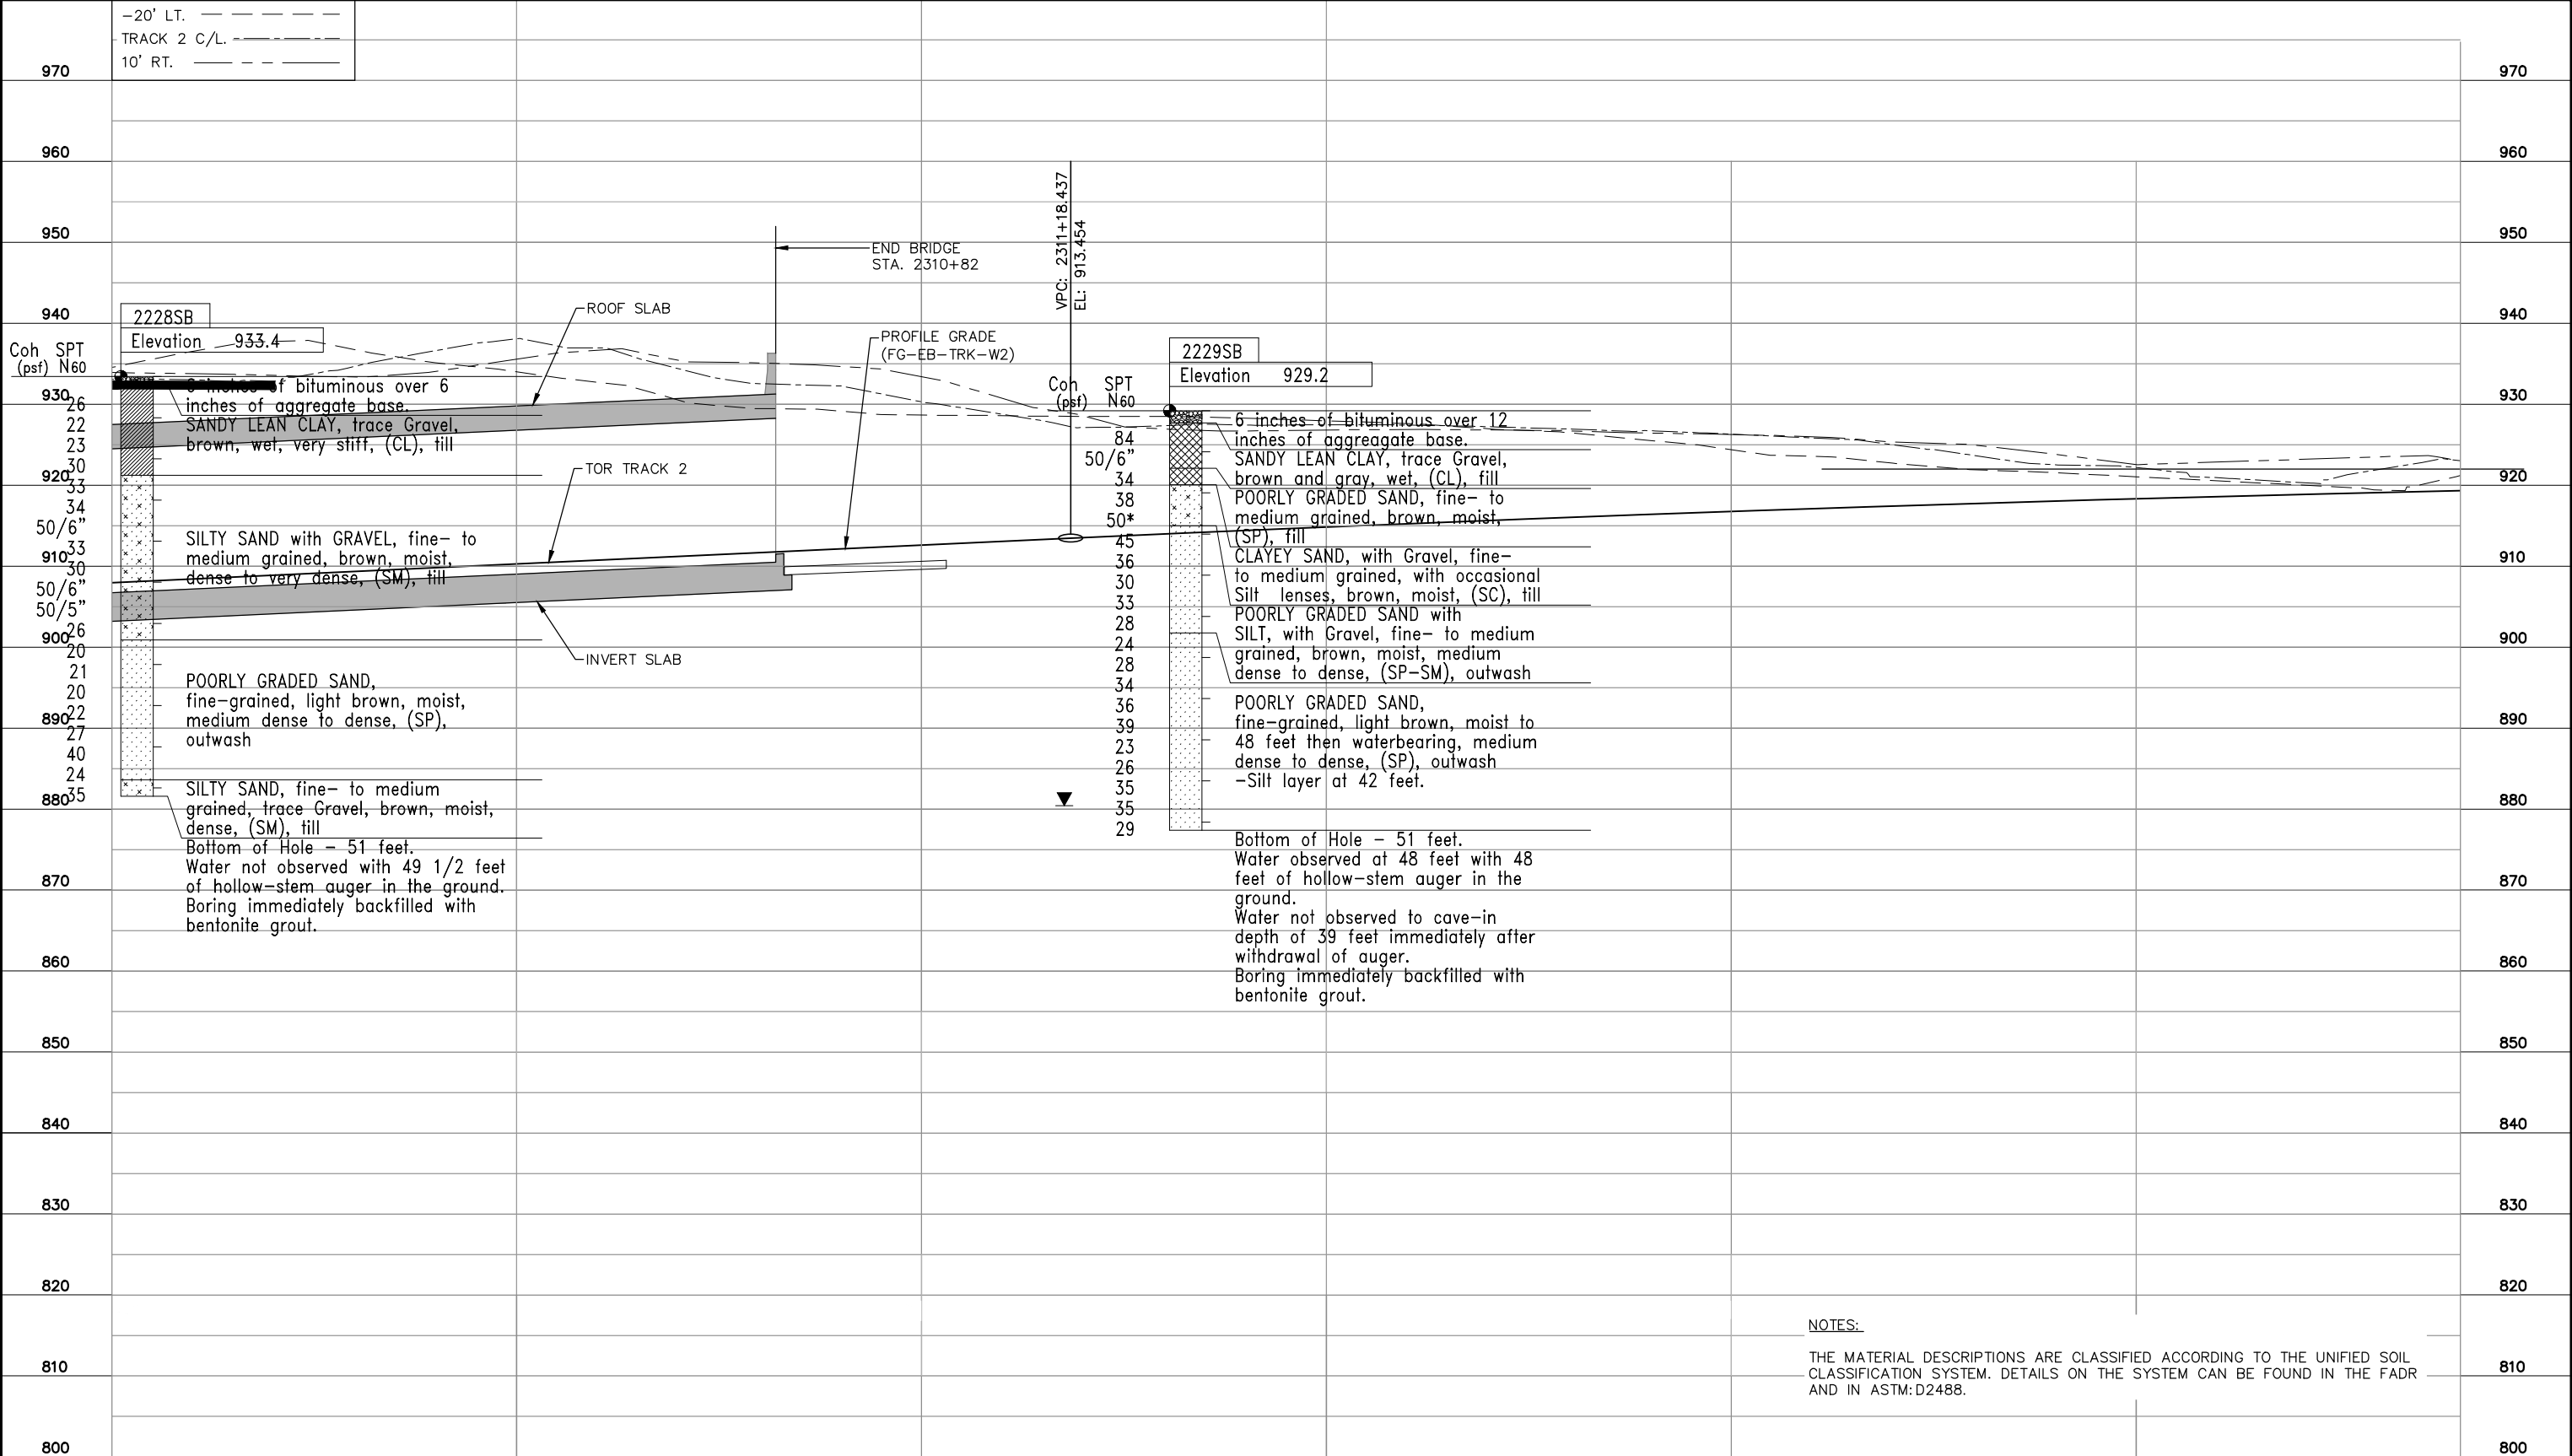 -20' LT.
TRACK 2 C/L.
10' RT.
970
960
950
940
930
920
910
900
890
880
870
860
850
840
830
820
810
800
2228SB
Elevation 933.4
Coh SPT
(psf) N60
26
22
23
30
33
34
50/6"
33
30
50/6"
50/5"
26
20
21
20
22
27
40
24
35
6 inches of bituminous over 6
inches of aggregate base.
SANDY LEAN CLAY, trace Gravel,
brown, wet, very stiff, (CL), till
SILTY SAND with GRAVEL, fine- to
medium grained, brown, moist,
dense to very dense, (SM), till
POORLY GRADED SAND,
fine-grained, light brown, moist,
medium dense to dense, (SP),
outwash
SILTY SAND, fine- to medium
grained, trace Gravel, brown, moist,
dense, (SM), till
Bottom of Hole - 51 feet.
Water not observed with 49 1/2 feet
of hollow-stem auger in the ground.
Boring immediately backfilled with
bentonite grout.
ROOF SLAB
TOR TRACK 2
INVERT SLAB
END BRIDGE
STA. 2310+82
PROFILE GRADE
(FG-EB-TRK-W2)
VPC: 2311+18.437
EL: 913.454
2229SB
Elevation 929.2
Coh SPT
(psf) N60
84
50/6"
34
38
50*
45
36
30
33
28
24
28
34
36
39
23
26
35
35
29
6 inches of bituminous over 12
inches of aggreagate base.
SANDY LEAN CLAY, trace Gravel,
brown and gray, wet, (CL), fill
POORLY GRADED SAND, fine- to
medium grained, brown, moist,
(SP), fill
CLAYEY SAND, with Gravel, fine-
to medium grained, with occasional
Silt lenses, brown, moist, (SC), till
POORLY GRADED SAND with
SILT, with Gravel, fine- to medium
grained, brown, moist, medium
dense to dense, (SP-SM), outwash
POORLY GRADED SAND,
fine-grained, light brown, moist to
48 feet then waterbearing, medium
dense to dense, (SP), outwash
-Silt layer at 42 feet.
Bottom of Hole - 51 feet.
Water observed at 48 feet with 48
feet of hollow-stem auger in the
ground.
Water not observed to cave-in
depth of 39 feet immediately after
withdrawal of auger.
Boring immediately backfilled with
bentonite grout.
970
960
950
940
930
920
910
900
890
880
870
860
850
840
830
820
810
800
NOTES:
THE MATERIAL DESCRIPTIONS ARE CLASSIFIED ACCORDING TO THE UNIFIED SOIL
CLASSIFICATION SYSTEM. DETAILS ON THE SYSTEM CAN BE FOUND IN THE FADR
AND IN ASTM:D2488.